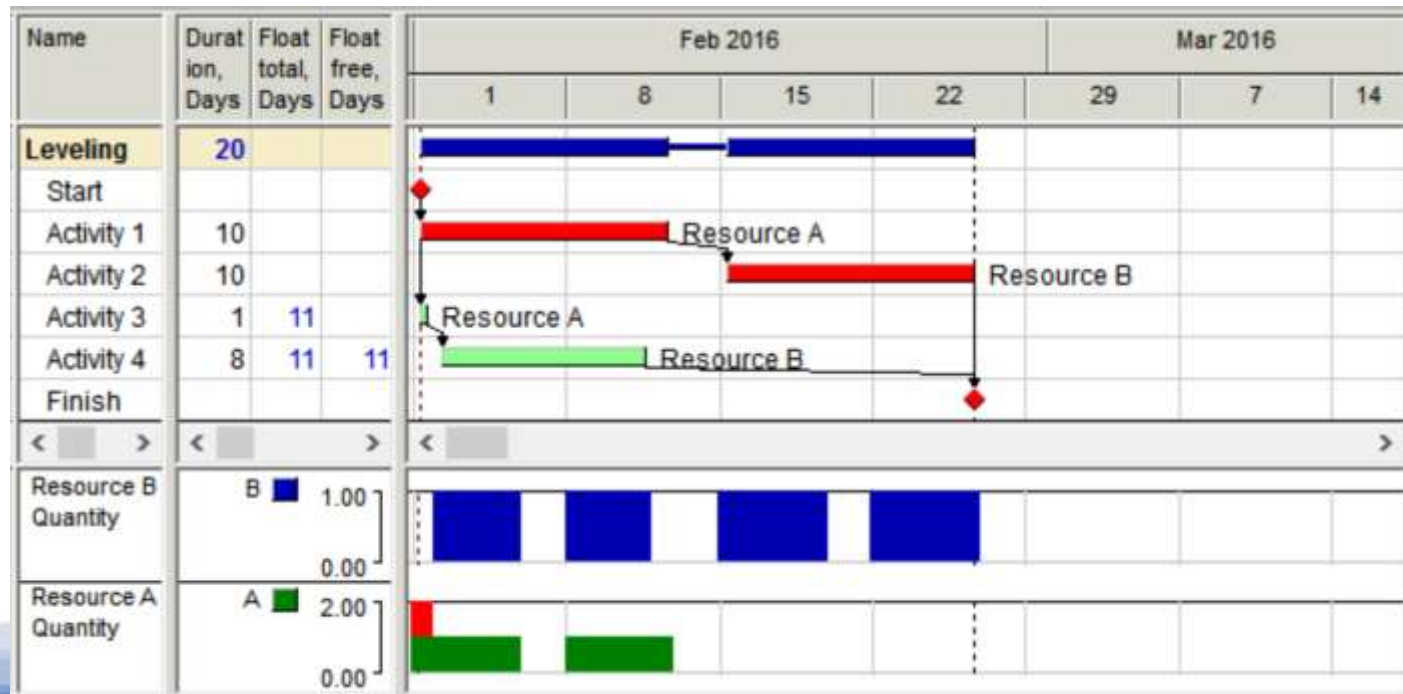 Name Durat Float Float Feb 2016 Mar 2016
ion, total, free,
Days Days Days 1 8 15 22 29 7 14
Leveling 20
Start
Activity 1 10 Resource A
Activity 2 10 Resource B
Activity 3 1 11 Resource A
Activity 4 8 11 11 Resource B
Finish
Resource B B 1.00
Quantity
0.00
Resource A A 2.00
Quantity
0.00